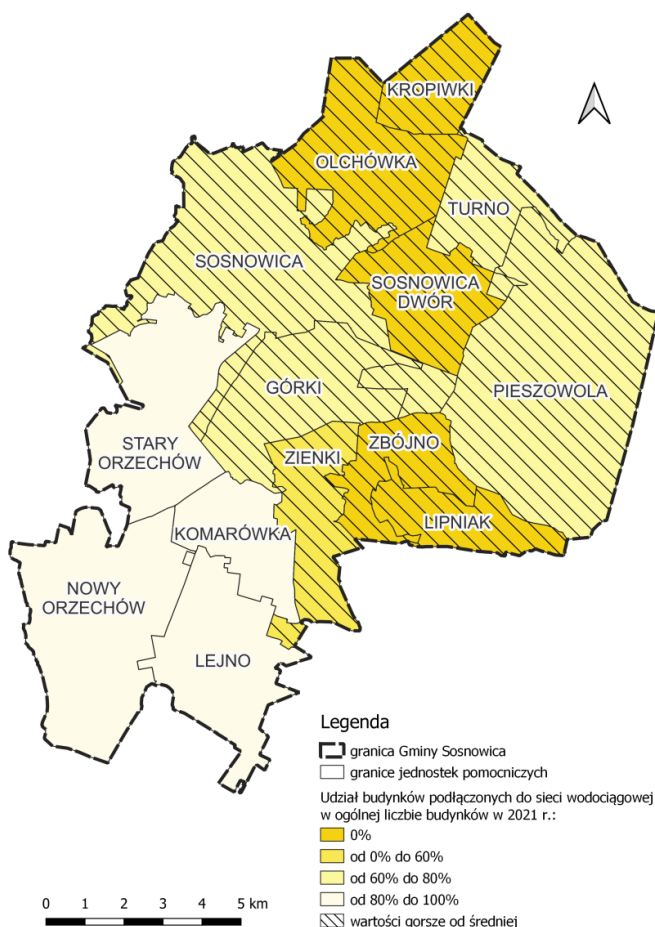 KROPIWKI
OLCHÓWKA
TURNO
SOSNOWICA
SOSNOWICA
DWÓR
GÓRKI
PIESZOWOLA
STARY
ORZECHÓW
ZIENKI
ZBÓJNO
LIPNIAK
KOMARÓWKA
NOWY
ORZECHÓW
LEJNO
Legenda
granica Gminy Sosnowica
granice jednostek pomocniczych
Udział budynków podłączonych do sieci wodociągowej
w ogólnej liczbie budynków w 2021 r.:
0%
od 0% do 60%
od 60% do 80%
od 80% do 100%
wartości gorsze od średniej
0 1 2 3 4 5 km